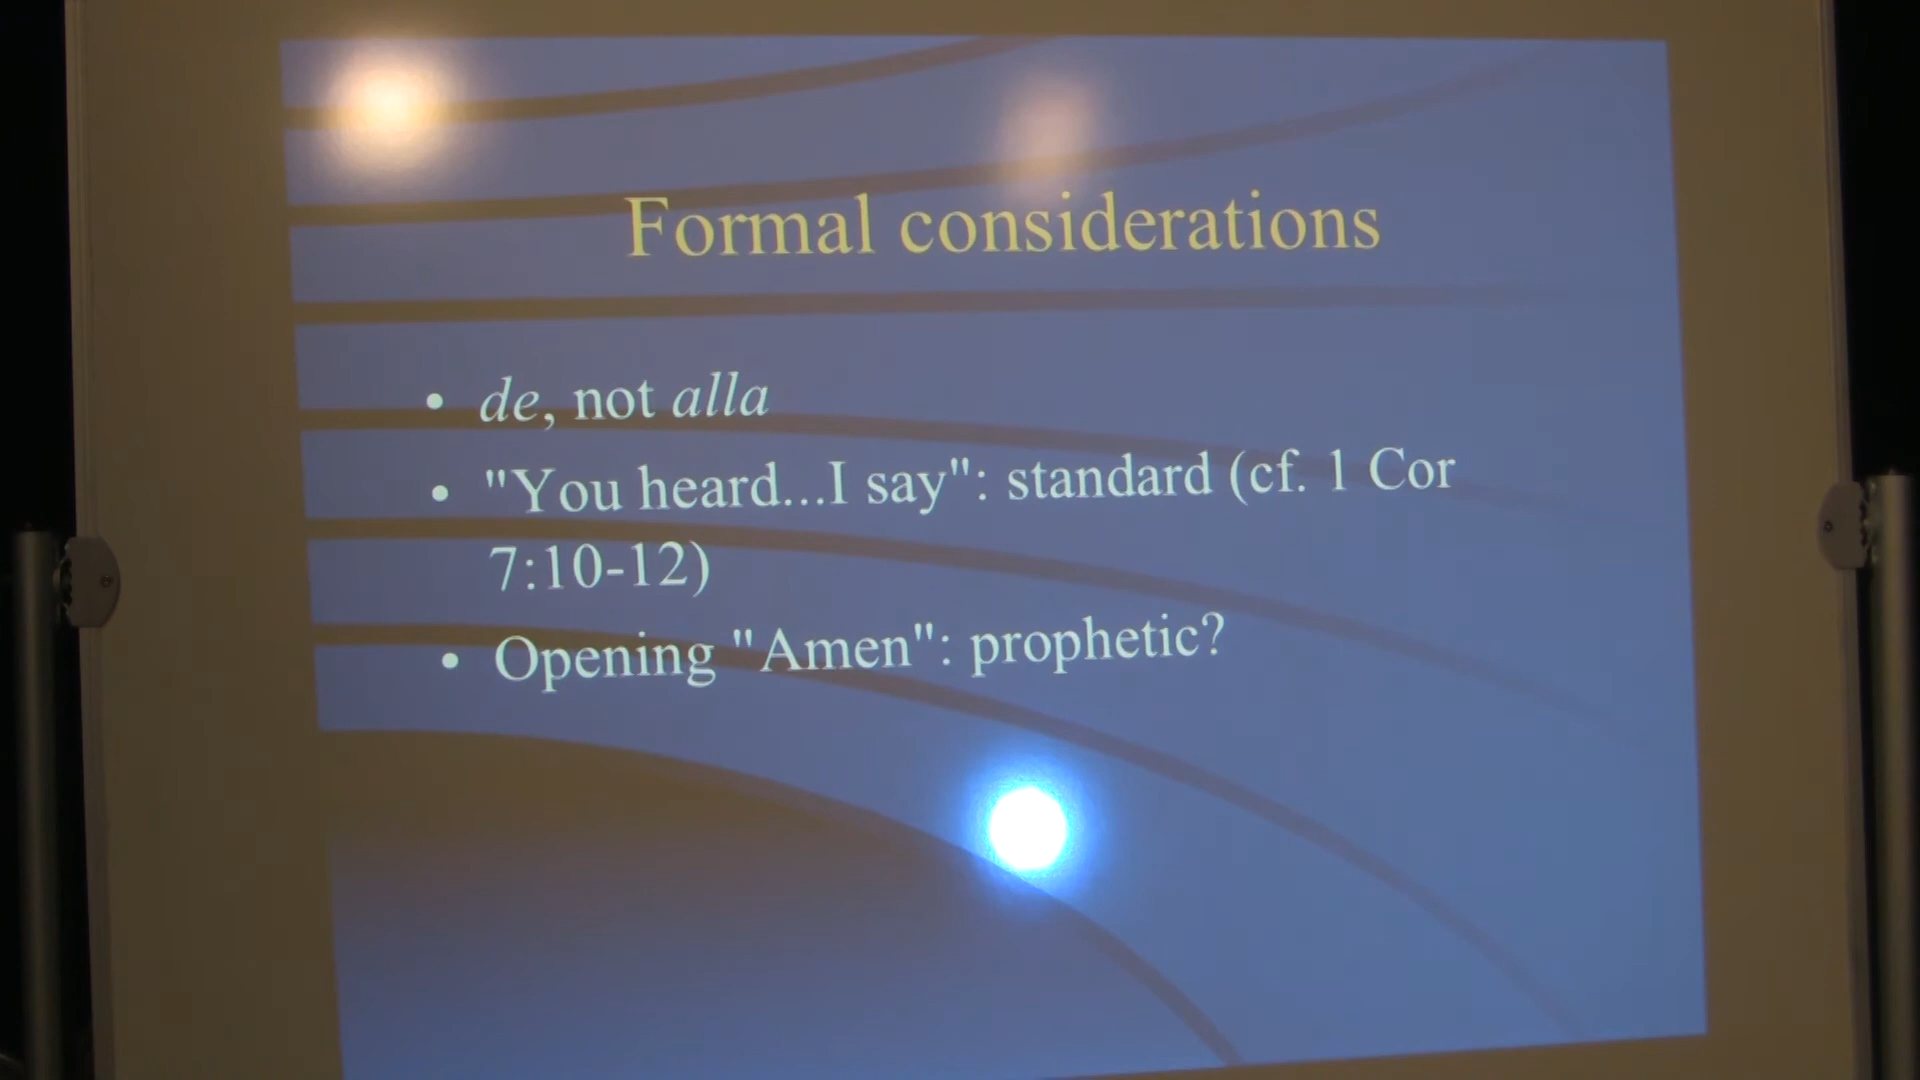 Formal considerations
• de, not alla
• "You heard...I say": standard (cf. 1 Cor
7:10-12)
• Opening "Amen": prophetic?